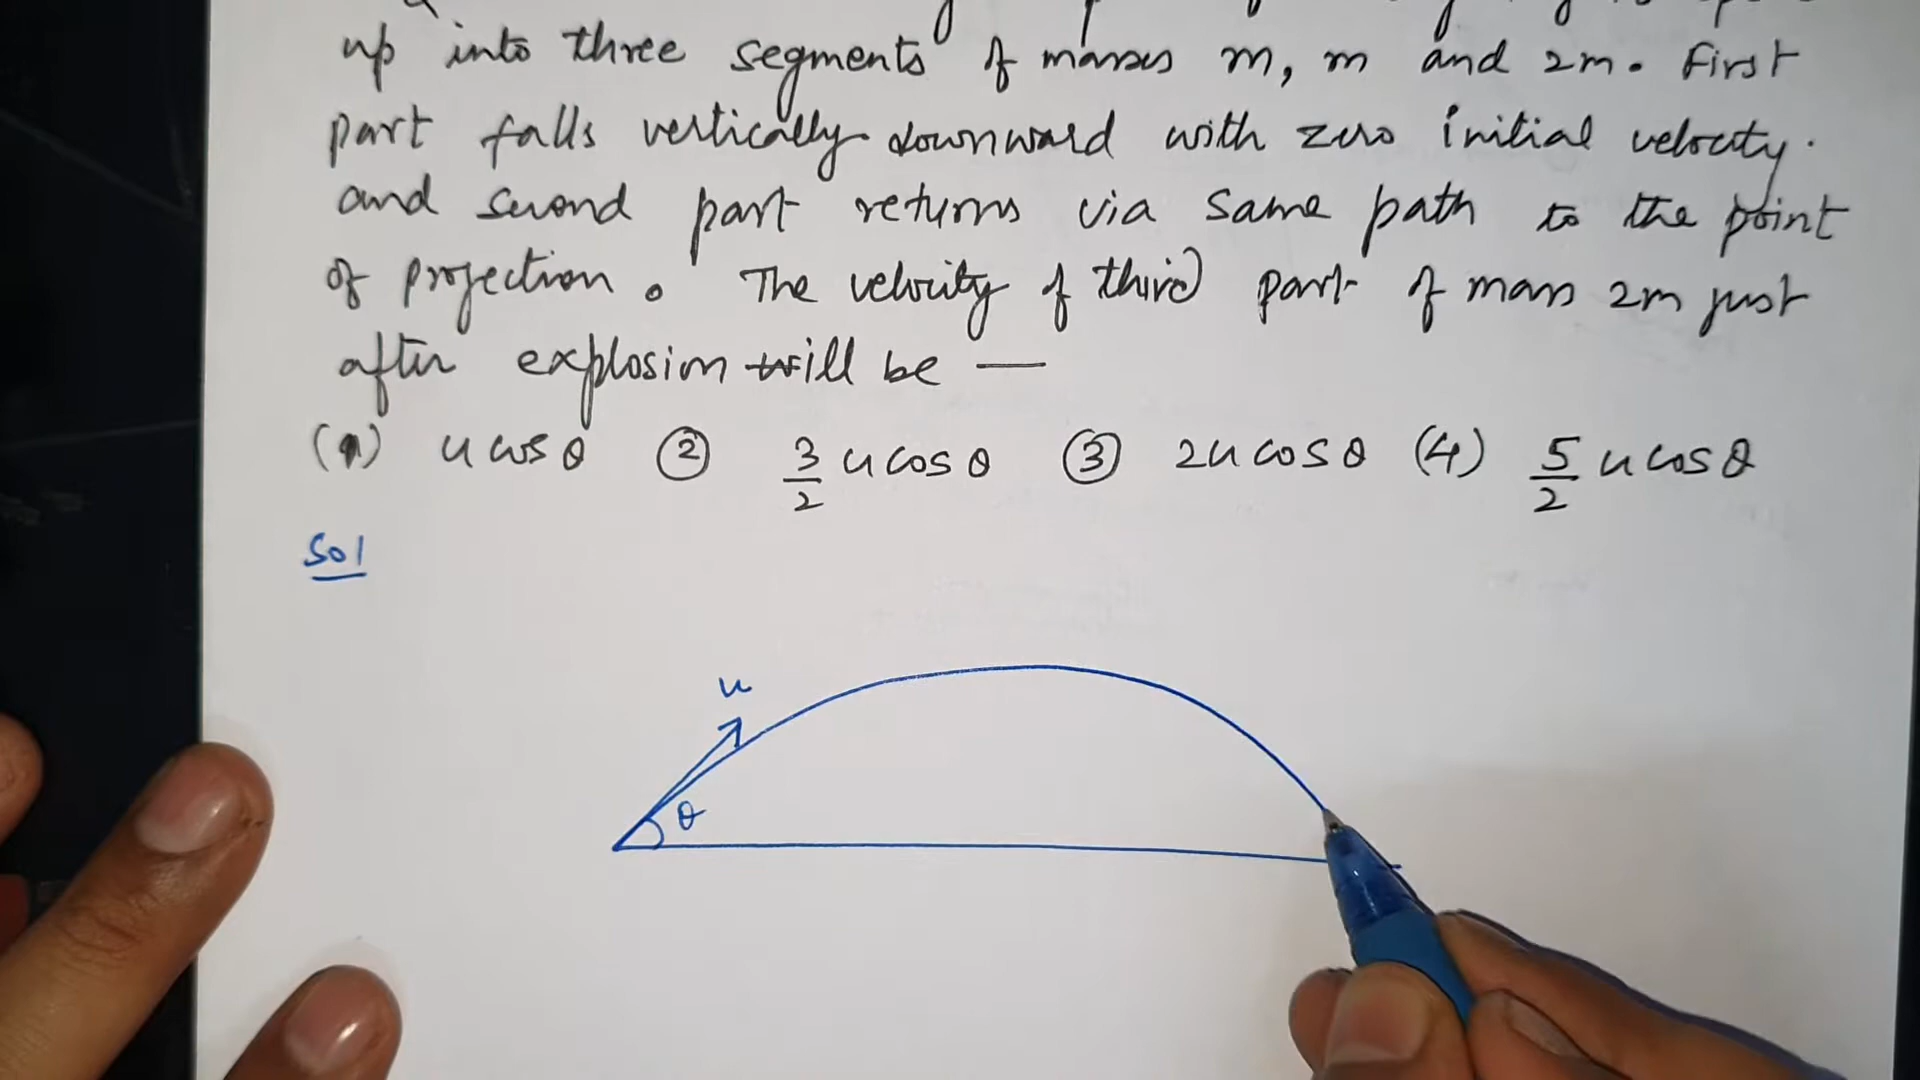 up into three segments of masses m, m and 2m. First
part falls vertically downward with zero initial velocity.
and second part returns via same path to the point
of projection. The velocity of third part of mass 2m just
after explosion will be —
(1) u cos θ ② 3/2 u cos θ ③ 2u cos θ (4) 5/2 u cos θ
Sol
u
θ